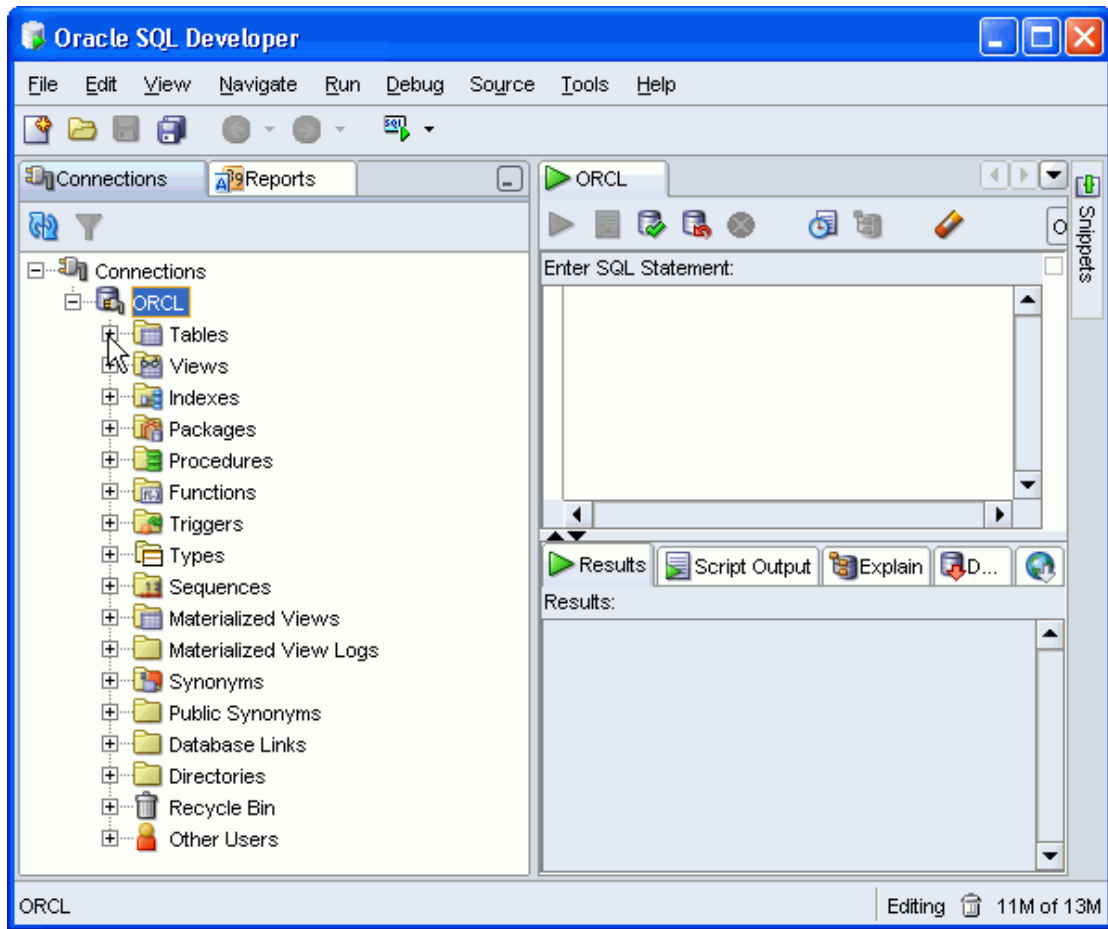 Oracle SQL Developer
File Edit View Navigate Run Debug Source Tools Help
SQL
Connections
Reports
ORCL
Snippets
Connections
ORCL
Tables
Views
Indexes
Packages
Procedures
Functions
Triggers
Types
Sequences
Materialized Views
Materialized View Logs
Synonyms
Public Synonyms
Database Links
Directories
Recycle Bin
Other Users
Enter SQL Statement:
Results Script Output Explain D...
Results:
ORCL
Editing 11M of 13M